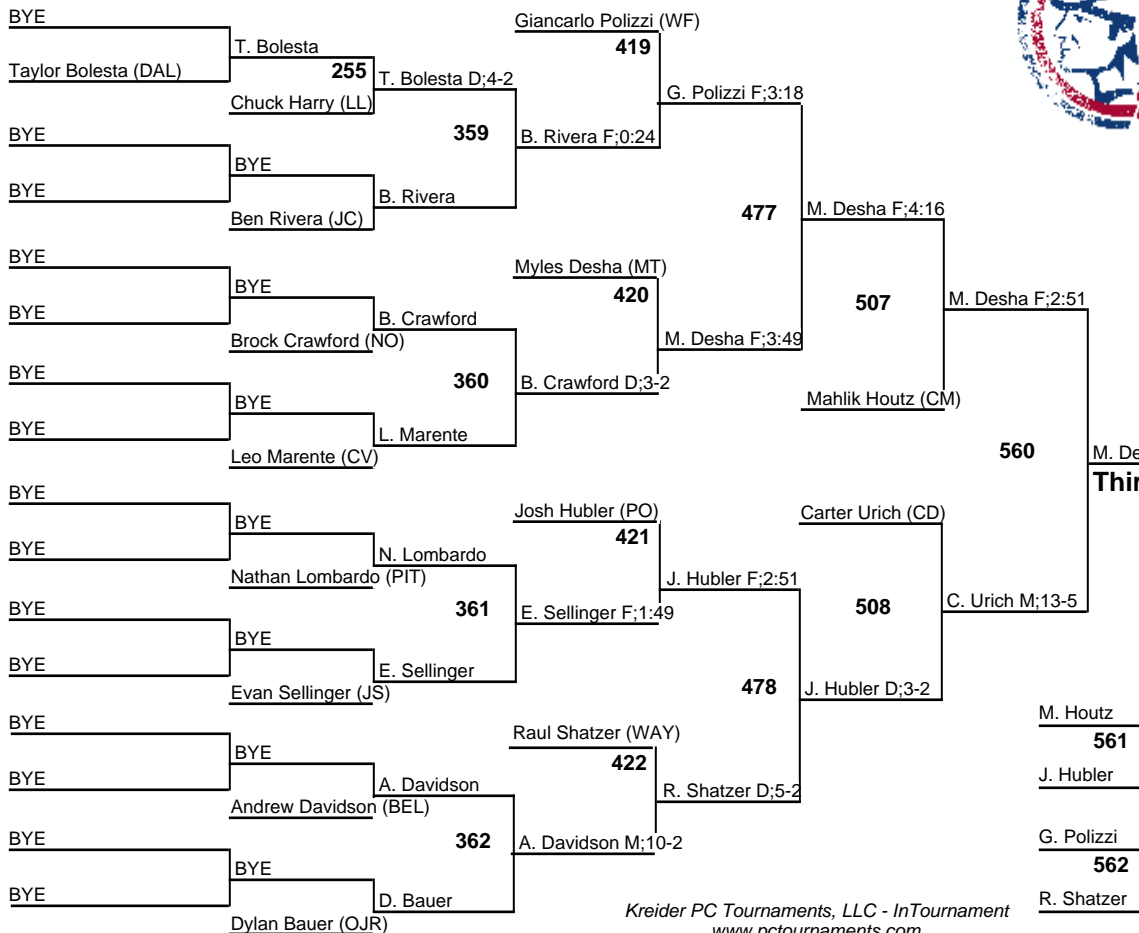 BYE
Taylor Bolesta (DAL)
BYE
BYE
BYE
BYE
BYE
BYE
BYE
BYE
BYE
BYE
BYE
BYE
BYE
BYE
T. Bolesta
255
Chuck Harry (LL)
BYE
Ben Rivera (JC)
BYE
Brock Crawford (NO)
BYE
Leo Marente (CV)
BYE
Nathan Lombardo (PIT)
BYE
Evan Sellinger (JS)
BYE
Andrew Davidson (BEL)
BYE
Dylan Bauer (OJR)
T. Bolesta D;4-2
359
B. Rivera
B. Crawford
360
L. Marente
N. Lombardo
361
E. Sellinger
A. Davidson
362
D. Bauer
Giancarlo Polizzi (WF)
419
B. Rivera F;0:24
Myles Desha (MT)
420
B. Crawford D;3-2
Josh Hubler (PO)
421
E. Sellinger F;1:49
Raul Shatzer (WAY)
422
A. Davidson M;10-2
G. Polizzi F;3:18
477
M. Desha F;3:49
J. Hubler F;2:51
478
R. Shatzer D;5-2
M. Desha F;4:16
507
Mahlik Houtz (CM)
Carter Urich (CD)
508
J. Hubler D;3-2
M. Desha F;2:51
560
C. Urich M;13-5
M. De
Thir
M. Houtz
561
J. Hubler
G. Polizzi
562
R. Shatzer
Kreider PC Tournaments, LLC - InTournament
www.pctournaments.com